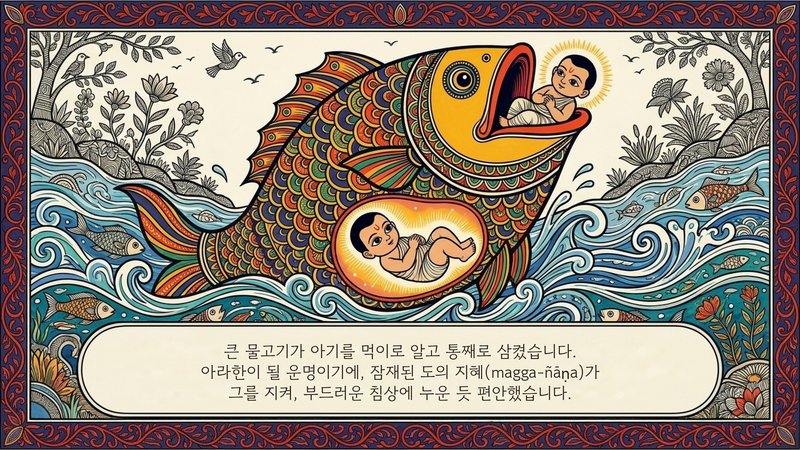 큰 물고기가 아기를 먹이로 알고 통째로 삼켰습니다.
아라한이 될 운명이기에, 잠재된 도의 지혜(magga-ñāṇa)가
그를 지켜, 부드러운 침상에 누운 듯 편안했습니다.